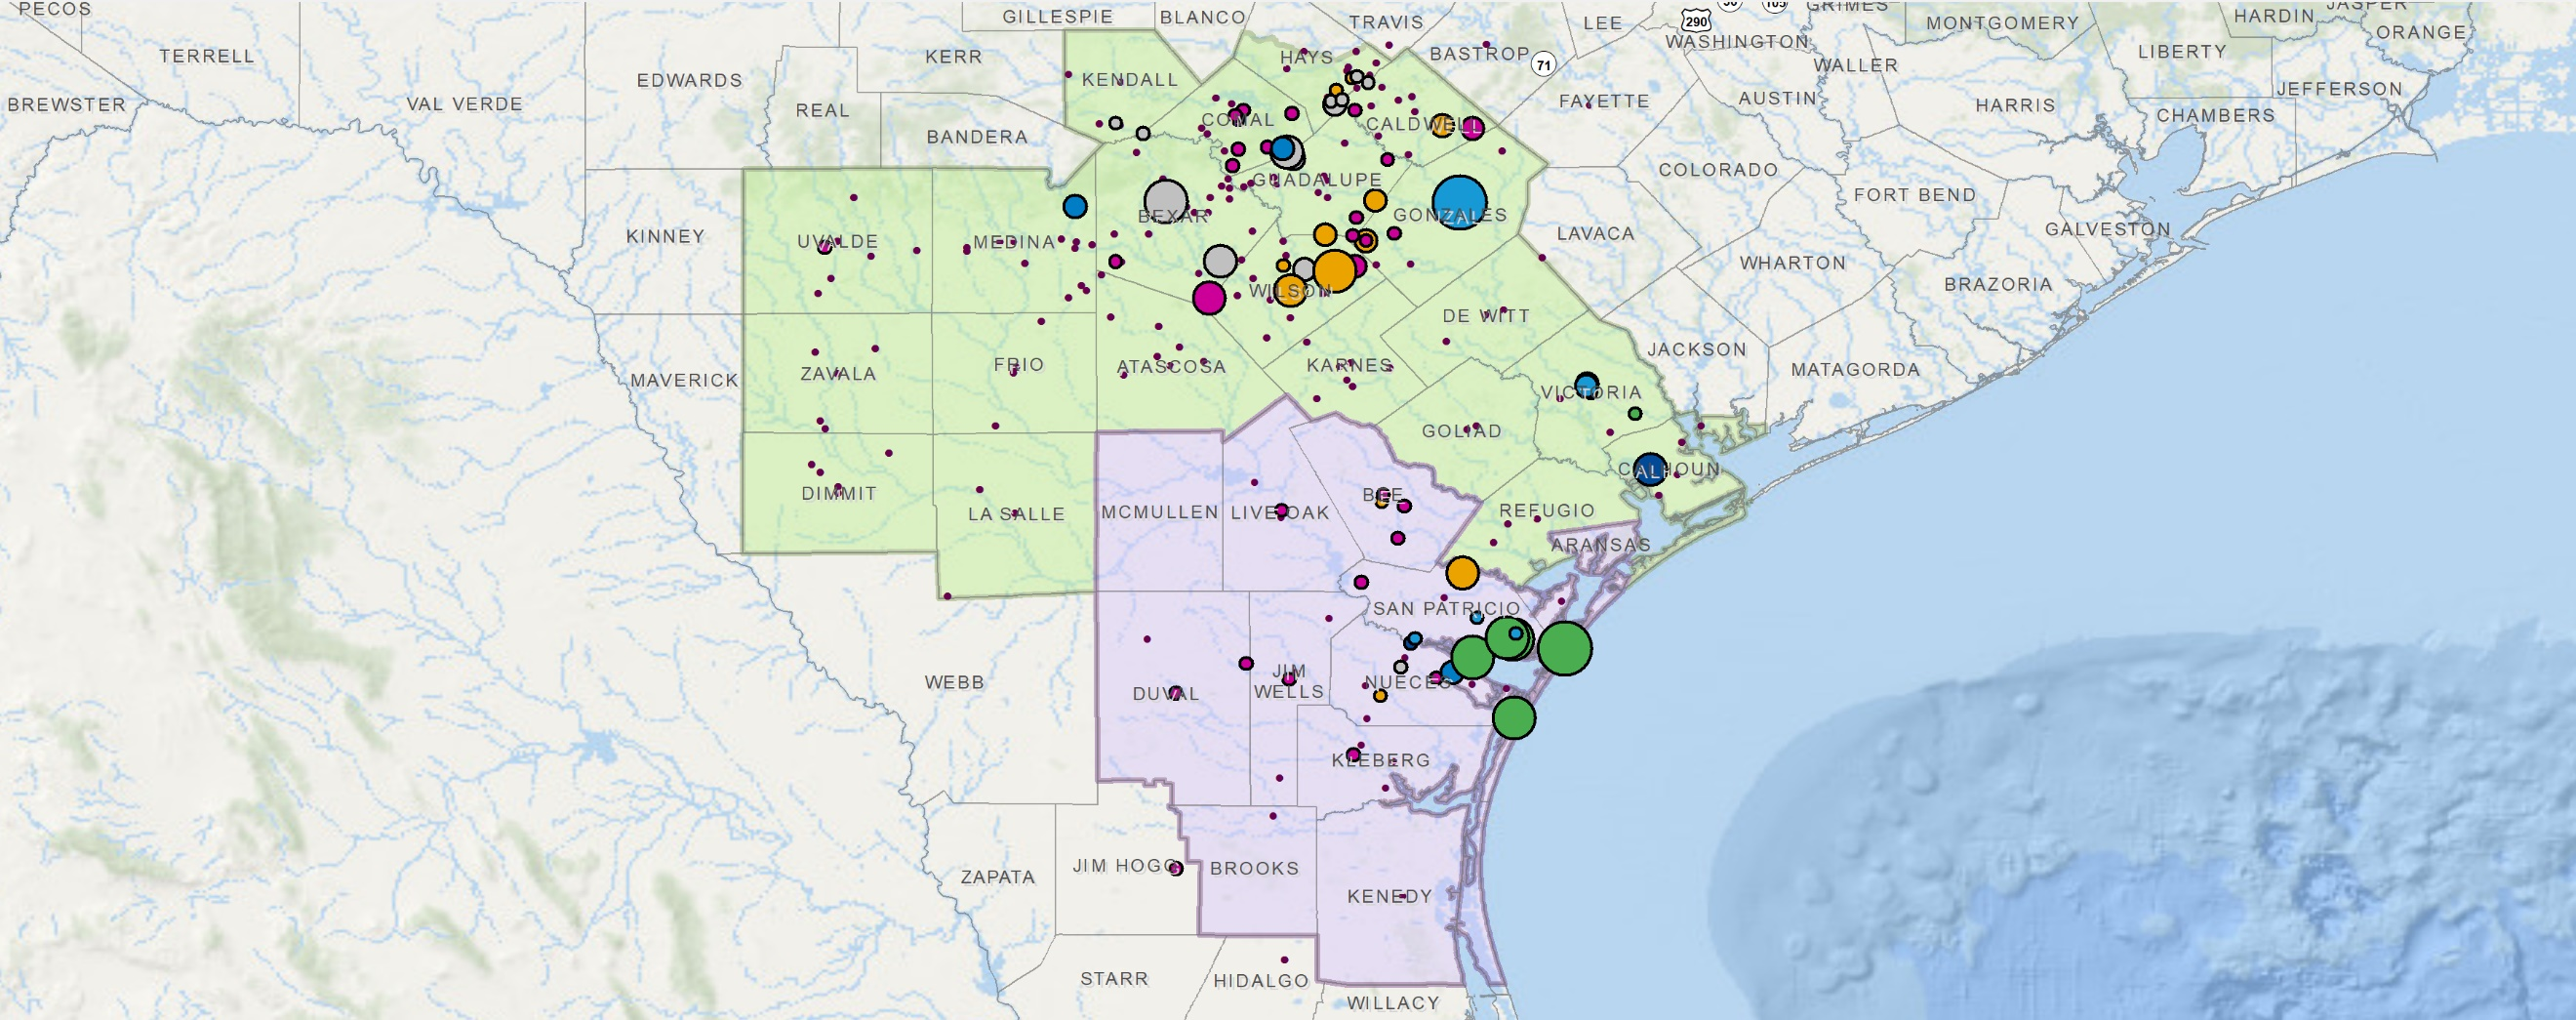 PECOS
GILLESPIE
BLANCO
TRAVIS
LEE
290
105
GRIMES
MONTGOMERY
HARDIN
JASPER
ORANGE
TERRELL
KERR
HAYS
BASTROP
71
WASHINGTON
WALLER
LIBERTY
EDWARDS
KENDALL
BREWSTER
VAL VERDE
REAL
COMAL
CALDWELL
FAYETTE
AUSTIN
HARRIS
CHAMBERS
JEFFERSON
BANDERA
GUADALUPE
COLORADO
FORT BEND
BEXAR
GONZALES
KINNEY
UVALDE
MEDINA
LAVACA
GALVESTON
WILSON
WHARTON
BRAZORIA
DE WITT
MAVERICK
ZAVALA
FRIO
ATASCOSA
KARNES
JACKSON
MATAGORDA
VICTORIA
GOLIAD
CALHOUN
DIMMIT
LA SALLE
MCMULLEN
LIVE OAK
BEE
REFUGIO
ARANSAS
SAN PATRICIO
WEBB
DUVAL
JIM
WELLS
NUECES
KLEBERG
ZAPATA
JIM HOGG
BROOKS
KENEDY
STARR
HIDALGO
WILLACY